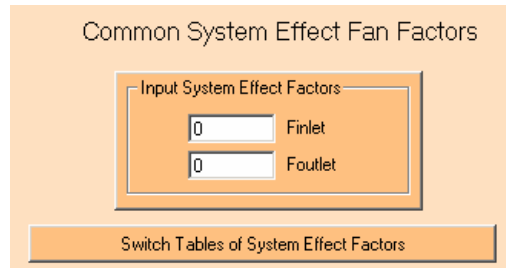 Common System Effect Fan Factors
Input System Effect Factors
0 Finlet
0 Foutlet
Switch Tables of System Effect Factors